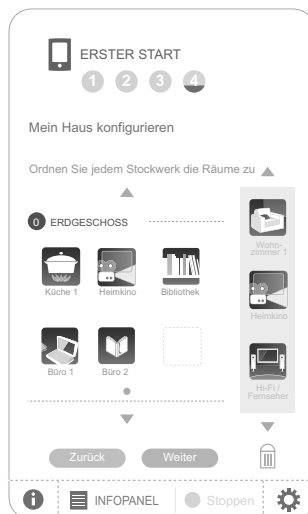 ERSTER START
1 2 3 4
Mein Haus konfigurieren
Ordnen Sie jedem Stockwerk die Räume zu
0 ERDGESCHOSS
Küche 1 Heimkino Bibliothek
Büro 1 Büro 2
Wohn-
zimmer 1
Heimkino
Hi-Fi /
Fernseher
Zurück Weiter
i INFOPANEL Stoppen